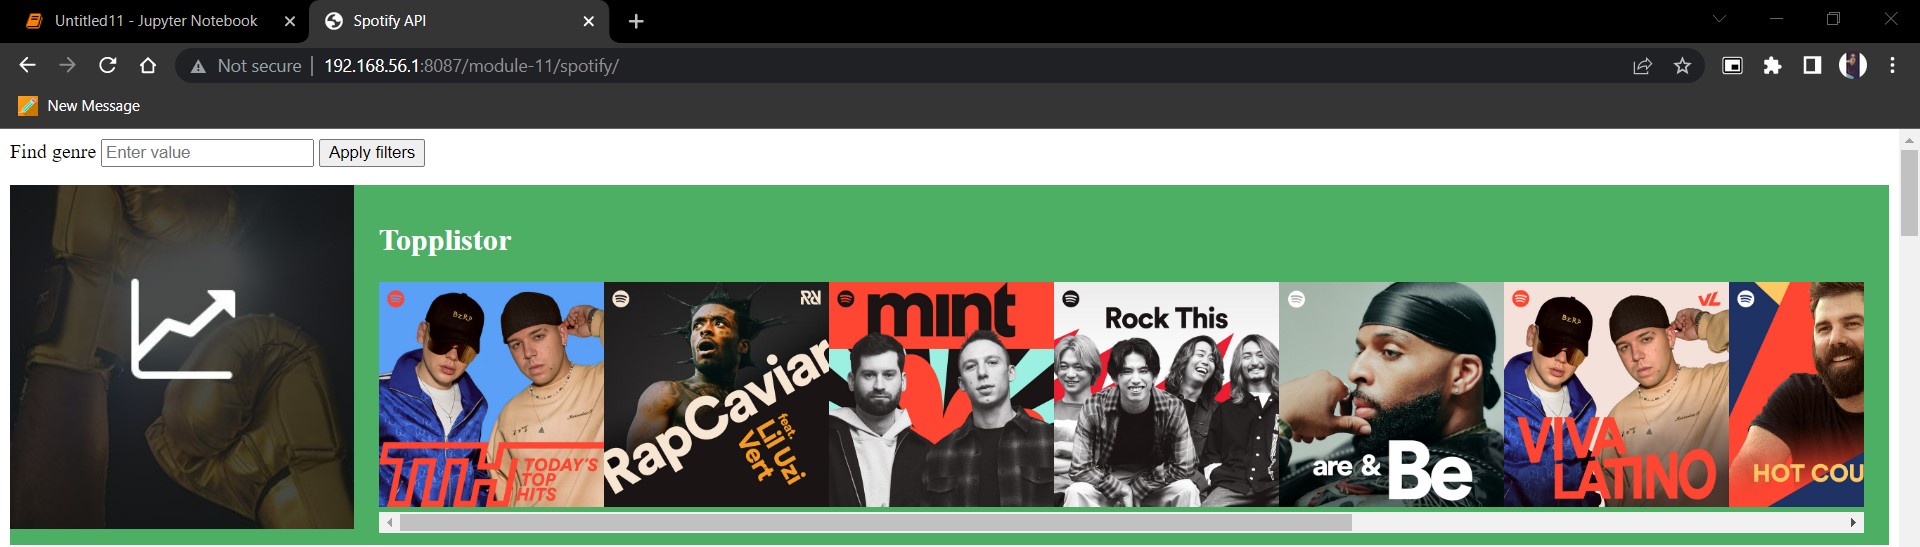 Untitled11 - Jupyter Notebook
Spotify API
Not secure
192.168.56.1:8087/module-11/spotify/
New Message
Find genre
Enter value
Apply filters
Topplistor
TTH TODAY'S
TOP
HITS
RapCaviar
feat.
Lil Uzi
Vert
mint
Rock This
are & Be
VL
VIVA
LATINO
HOT COU